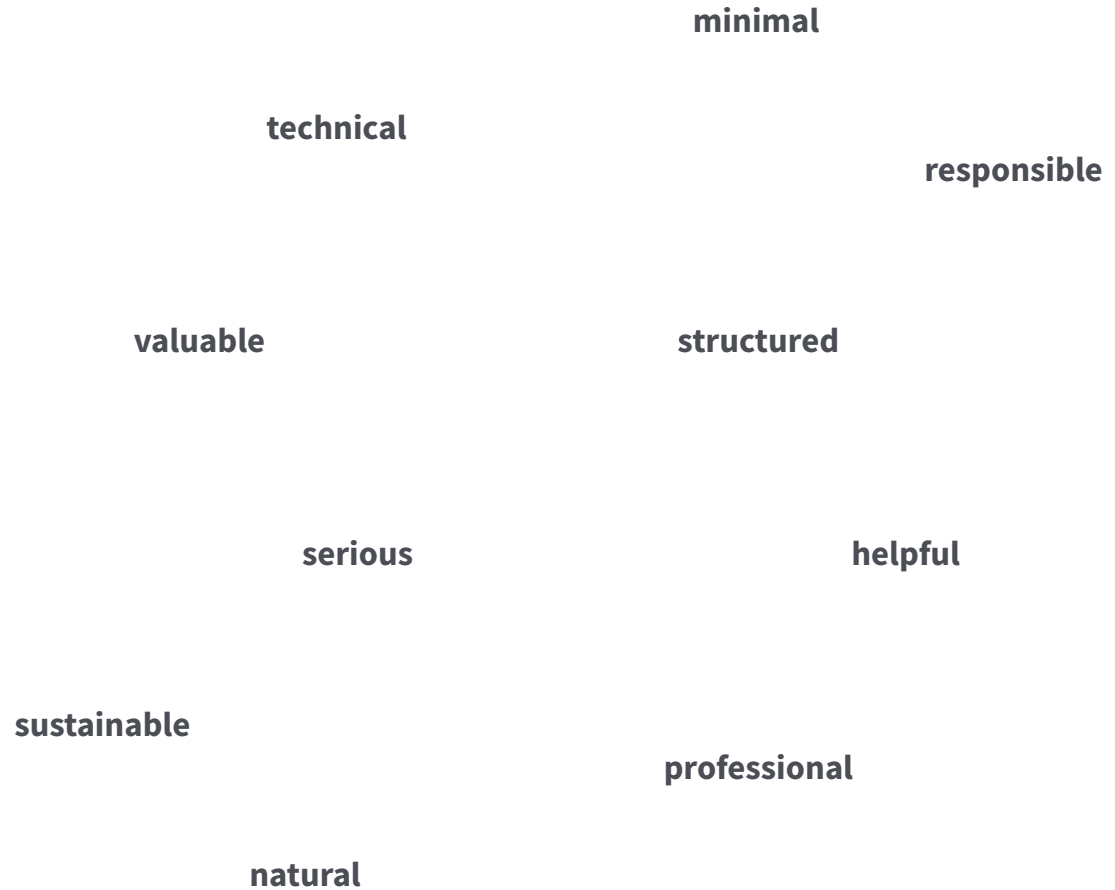 minimal
technical
responsible
valuable
structured
serious
helpful
sustainable
professional
natural